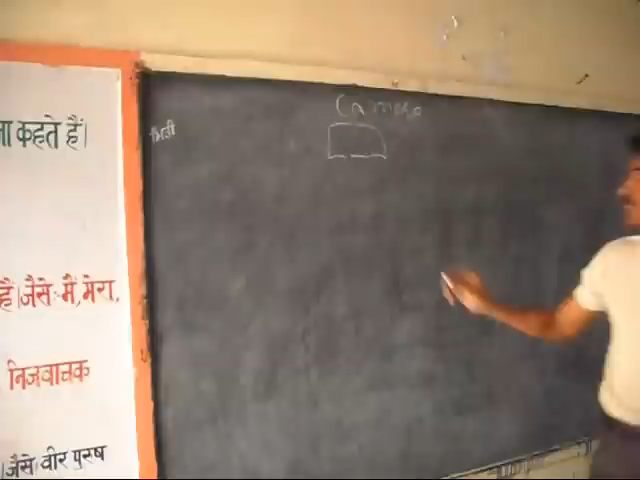 ना कहते हैं।
है। जैसे:- मैं, मेरा,
निजवाचक
। जैसे। वीर पुरुष
मिती
Camera